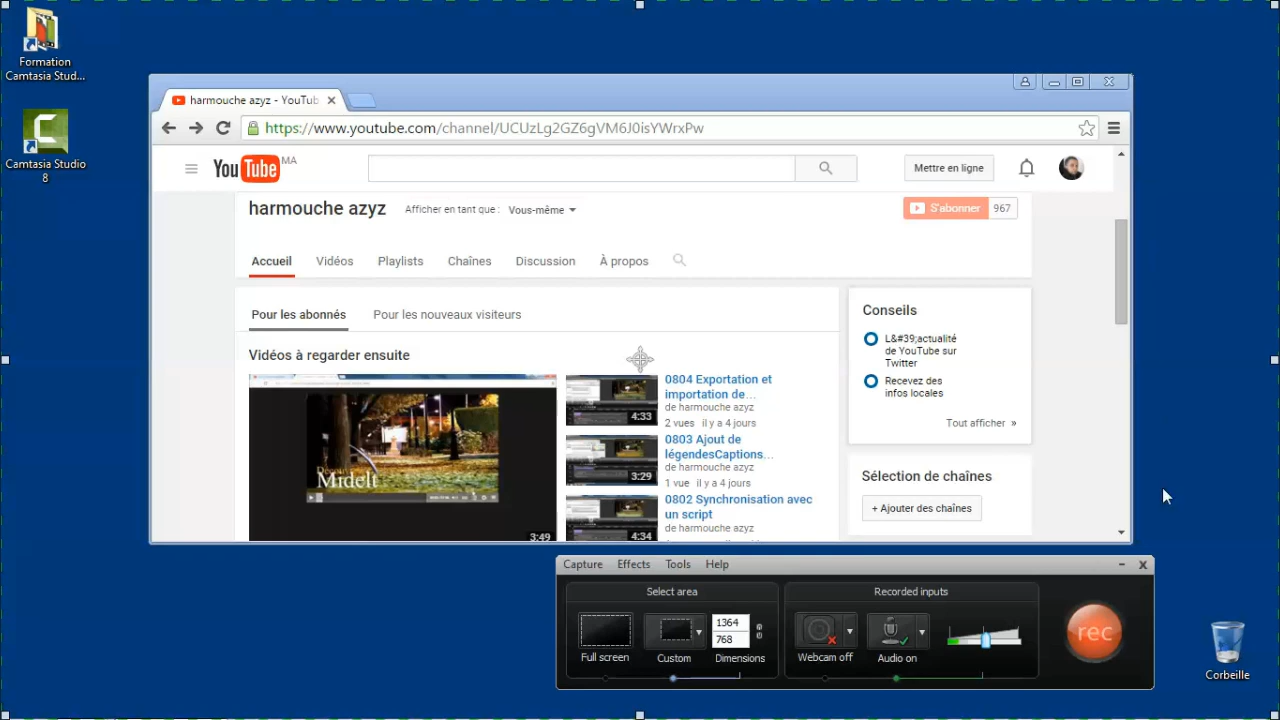 Formation
Camtasia Stud...
Camtasia Studio
8
harmouche azyz - YouTub
https://www.youtube.com/channel/UCUzLg2GZ6gVM6J0isYWrxPw
YouTube MA
Mettre en ligne
harmouche azyz
Afficher en tant que : Vous-même
S'abonner 967
Accueil Vidéos Playlists Chaînes Discussion À propos
Pour les abonnés Pour les nouveaux visiteurs
Vidéos à regarder ensuite
Midelt
3:49
4:33
0804 Exportation et
importation de...
de harmouche azyz
2 vues il y a 4 jours
3:29
0803 Ajout de
légendesCaptions...
de harmouche azyz
1 vue il y a 4 jours
4:34
0802 Synchronisation avec
un script
de harmouche azyz
Conseils
L&#39;actualité
de YouTube sur
Twitter
Recevez des
infos locales
Tout afficher »
Sélection de chaînes
+ Ajouter des chaînes
Capture Effects Tools Help
Select area
Full screen
Custom
1364
768
Dimensions
Recorded inputs
Webcam off
Audio on
rec
Corbeille